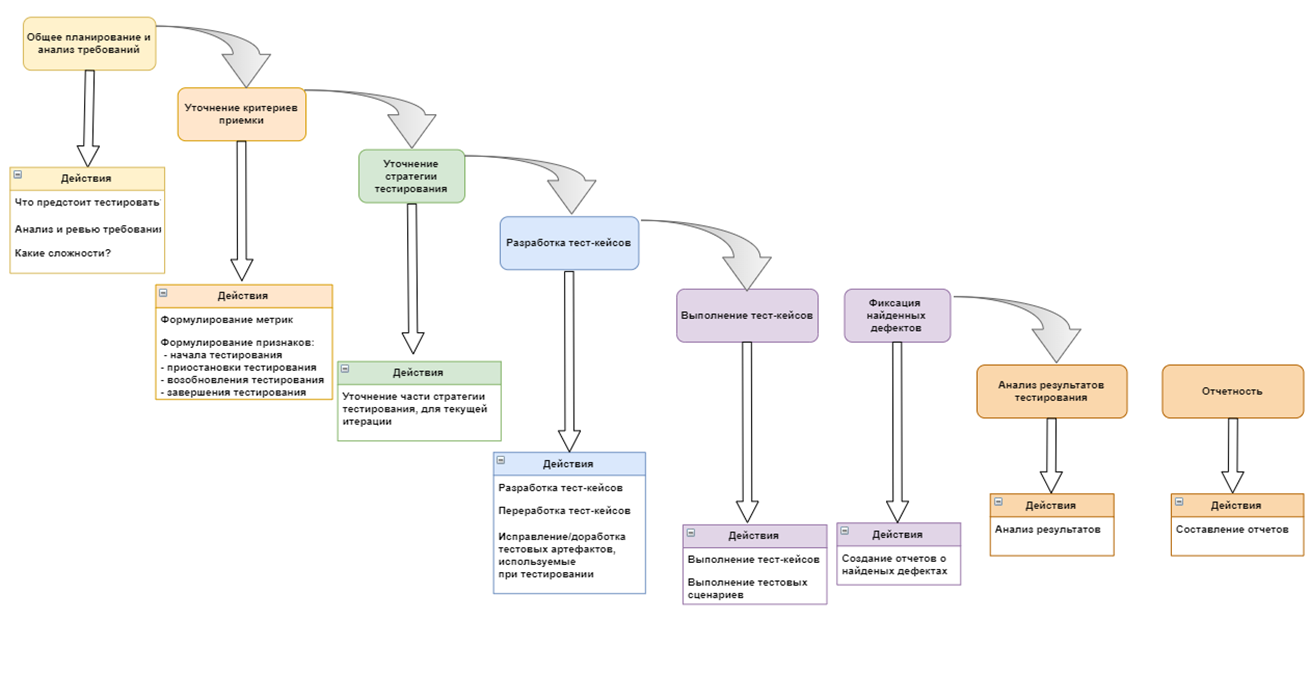 Общее планирование и
анализ требований
Уточнение критериев
приемки
Уточнение
стратегии
тестирования
Разработка тест-кейсов
Выполнение тест-кейсов
Фиксация
найденных
дефектов
Анализ результатов
тестирования
Отчетность
Действия
Что предстоит тестировать
Анализ и ревью требовани
Какие сложности?
Действия
Формулирование метрик
Формулирование признаков:
- начала тестирования
- приостановки тестирования
- возобновления тестирования
- завершения тестирования
Действия
Уточнение части стратегии
тестирования, для текущей
итерации
Действия
Разработка тест-кейсов
Переработка тест-кейсов
Исправление/доработка
тестовых артефактов,
используемые
при тестировании
Действия
Выполнение тест-кейсов
Выполнение тестовых
сценариев
Действия
Создание отчетов о
найденых дефектах
Действия
Анализ результатов
Действия
Составление отчетов